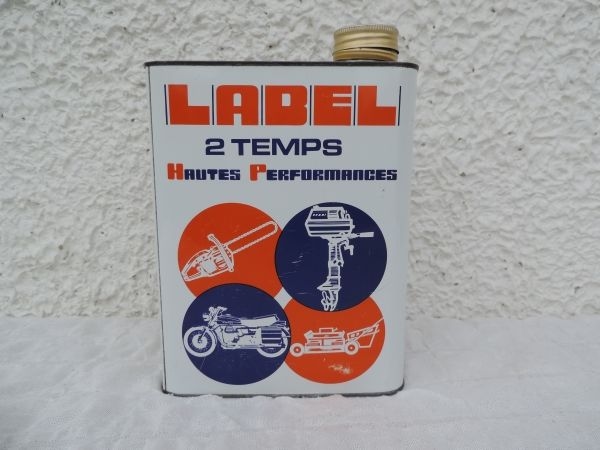 LABEL
2 TEMPS
HAUTES PERFORMANCES